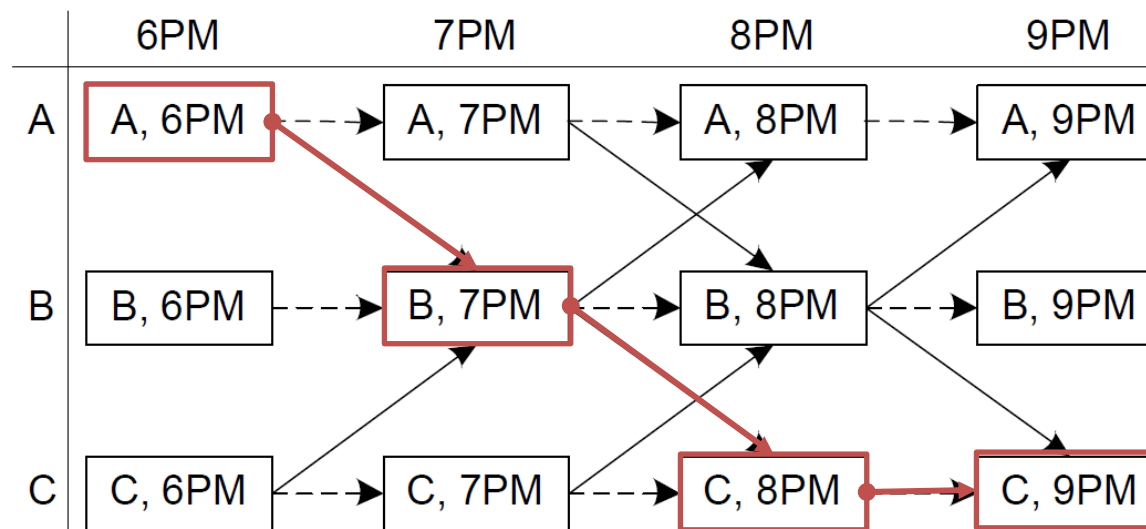 6PM 7PM 8PM 9PM
A A, 6PM A, 7PM A, 8PM A, 9PM
B B, 6PM B, 7PM B, 8PM B, 9PM
C C, 6PM C, 7PM C, 8PM C, 9PM